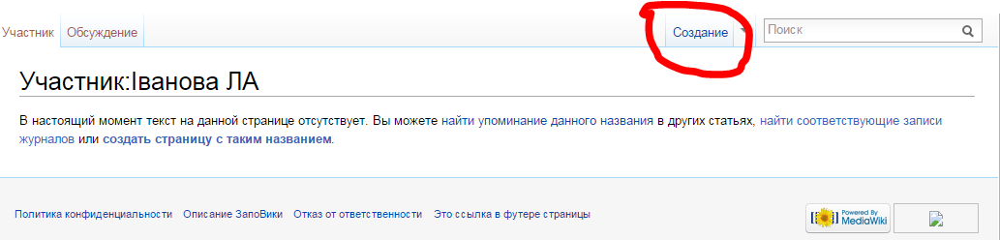 Участник Обсуждение Создание Поиск
Участник:Іванова ЛА
В настоящий момент текст на данной странице отсутствует. Вы можете найти упоминание данного названия в других статьях, найти соответствующие записи
журналов или создать страницу с таким названием.
Политика конфиденциальности Описание ЗапоВики Отказ от ответственности Это ссылка в футере страницы
Powered By
MediaWiki